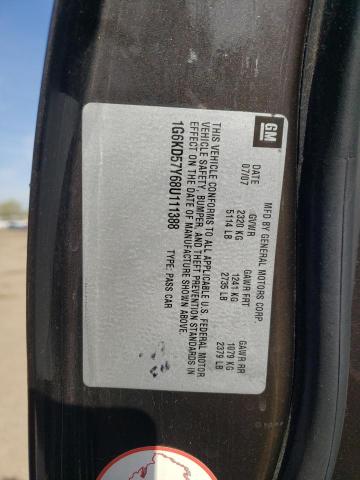 GM
MFD BY GENERAL MOTORS CORP
DATE GVWR GAWR FRT GAWR RR
07/07 2320 KG 1241 KG 1079 KG
5114 LB 2735 LB 2379 LB
THIS VEHICLE CONFORMS TO ALL APPLICABLE U.S. FEDERAL MOTOR
VEHICLE SAFETY, BUMPER, AND THEFT PREVENTION STANDARDS IN
EFFECT ON THE DATE OF MANUFACTURE SHOWN ABOVE.
1G6KD57Y68U111388
TYPE: PASS CAR